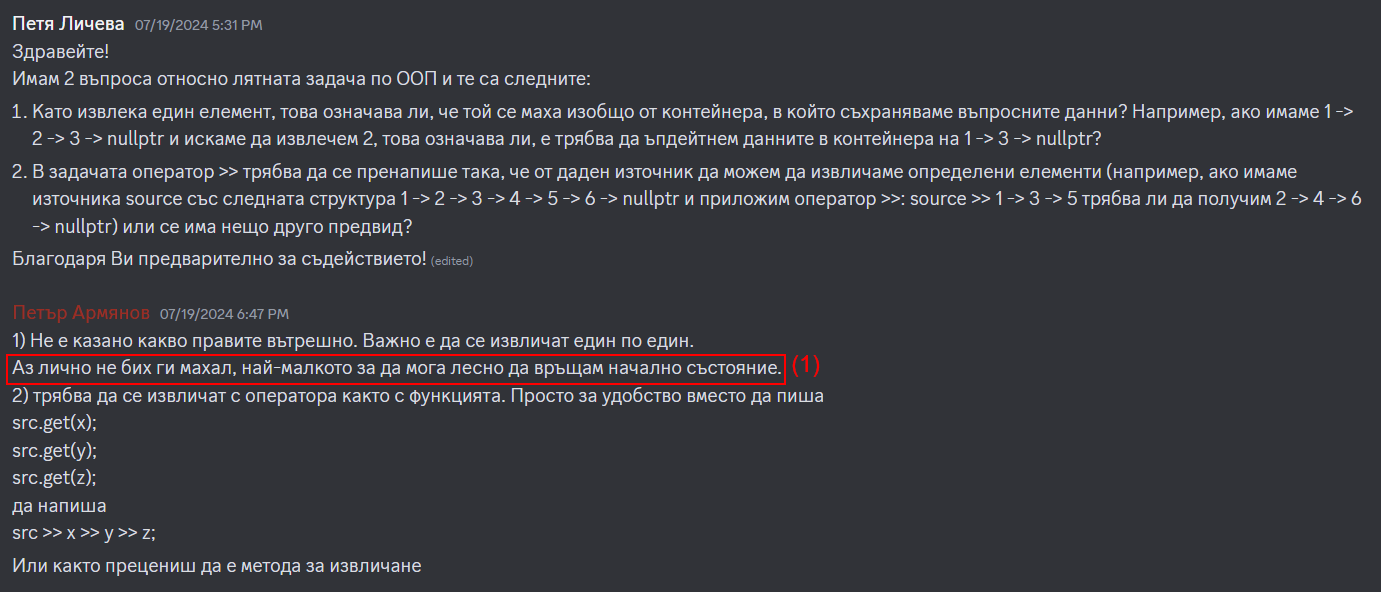 Петя Личева 07/19/2024 5:31 PM
Здравейте!
Имам 2 въпроса относно лятната задача по ООП и те са следните:
1. Като извлека един елемент, това означава ли, че той се маха изобщо от контейнера, в който съхраняваме въпросните данни? Например, ако имаме 1 ->
2 -> 3 -> nullptr и искаме да извлечем 2, това означава ли, е трябва да ъпдейтнем данните в контейнера на 1 -> 3 -> nullptr?
2. В задачата оператор >> трябва да се пренапише така, че от даден източник да можем да извличаме определени елементи (например, ако имаме
източника source със следната структура 1 -> 2 -> 3 -> 4 -> 5 -> 6 -> nullptr и приложим оператор >>: source >> 1 -> 3 -> 5 трябва ли да получим 2 -> 4 -> 6
-> nullptr) или се има нещо друго предвид?
Благодаря Ви предварително за съдействието! (edited)
Петър Армянов 07/19/2024 6:47 PM
1) Не е казано какво правите вътрешно. Важно е да се извличат един по един.
Аз лично не бих ги махал, най-малкото за да мога лесно да връщам начално състояние. (1)
2) трябва да се извличат с оператора както с функцията. Просто за удобство вместо да пиша
src.get(x);
src.get(y);
src.get(z);
да напиша
src >> x >> y >> z;
Или както прецениш да е метода за извличане